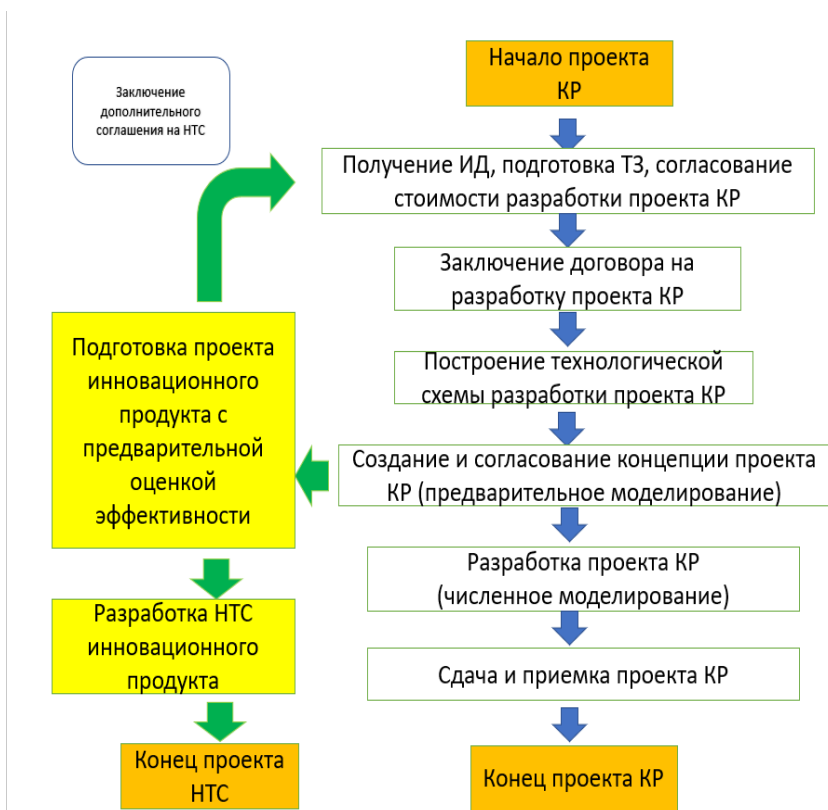 Заключение
дополнительного
соглашения на НТС
Начало проекта
КР
Получение ИД, подготовка ТЗ, согласование
стоимости разработки проекта КР
Заключение договора на
разработку проекта КР
Построение технологической
схемы разработки проекта КР
Создание и согласование концепции проекта
КР (предварительное моделирование)
Разработка проекта КР
(численное моделирование)
Сдача и приемка проекта КР
Конец проекта КР
Подготовка проекта
инновационного
продукта с
предварительной
оценкой
эффективности
Разработка НТС
инновационного
продукта
Конец проекта
НТС